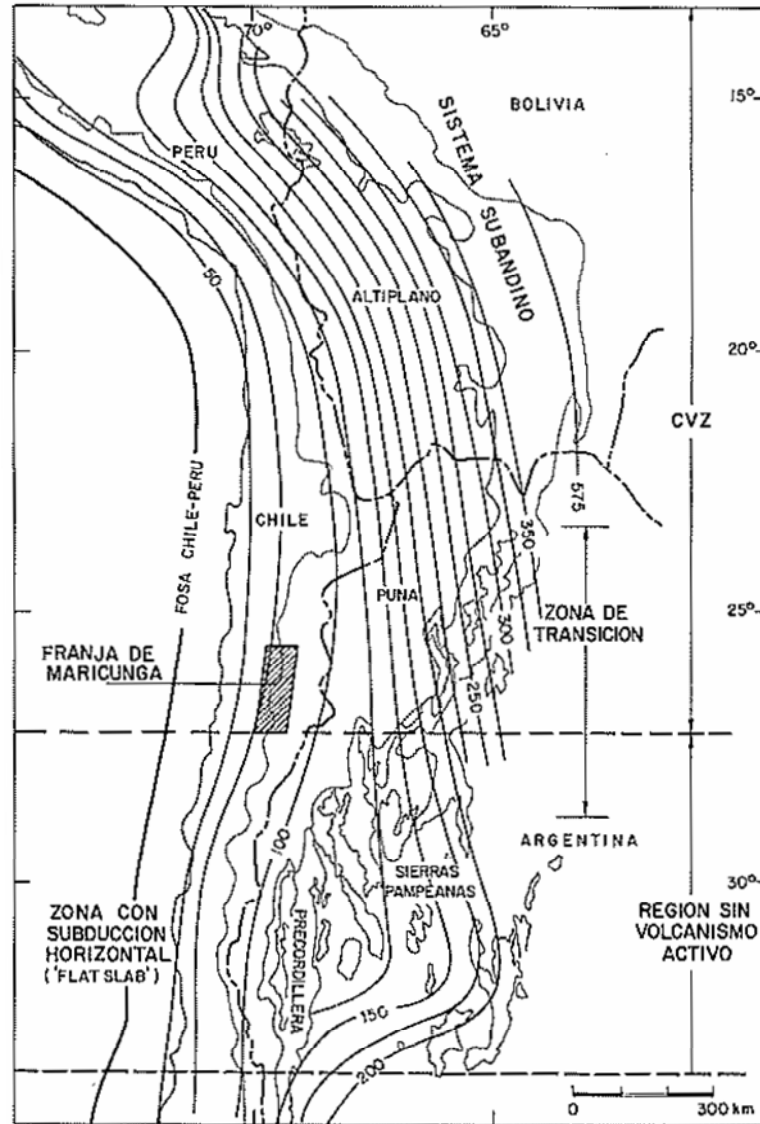 70°
65°
15°
BOLIVIA
SISTEMA
SUBANDINO
PERU
50
ALTIPLANO
20°
CVZ
FOSA CHILE-PERU
CHILE
575
350
PUNA
ZONA DE
TRANSICION
25°
300
FRANJA DE
MARICUNGA
250
100
ARGENTINA
SIERRAS
PAMPEANAS
30°
ZONA CON
SUBDUCCION
HORIZONTAL
('FLAT SLAB')
PRECORDILLERA
REGION SIN
VOLCANISMO
ACTIVO
150
200
0 300 km